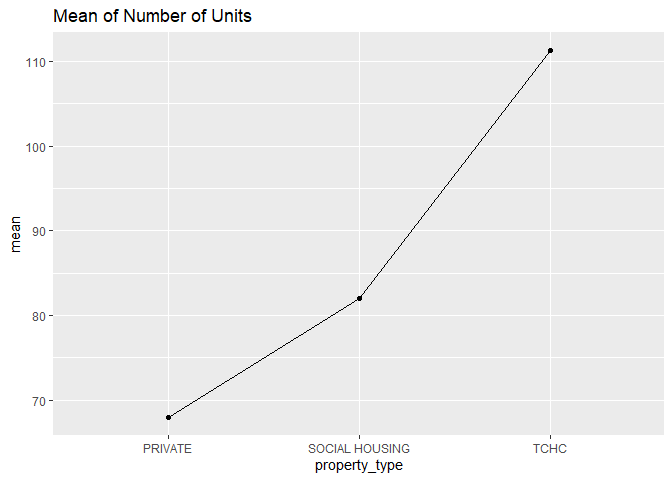 Mean of Number of Units
110
100
90
80
70
mean
PRIVATE SOCIAL HOUSING TCHC
property_type